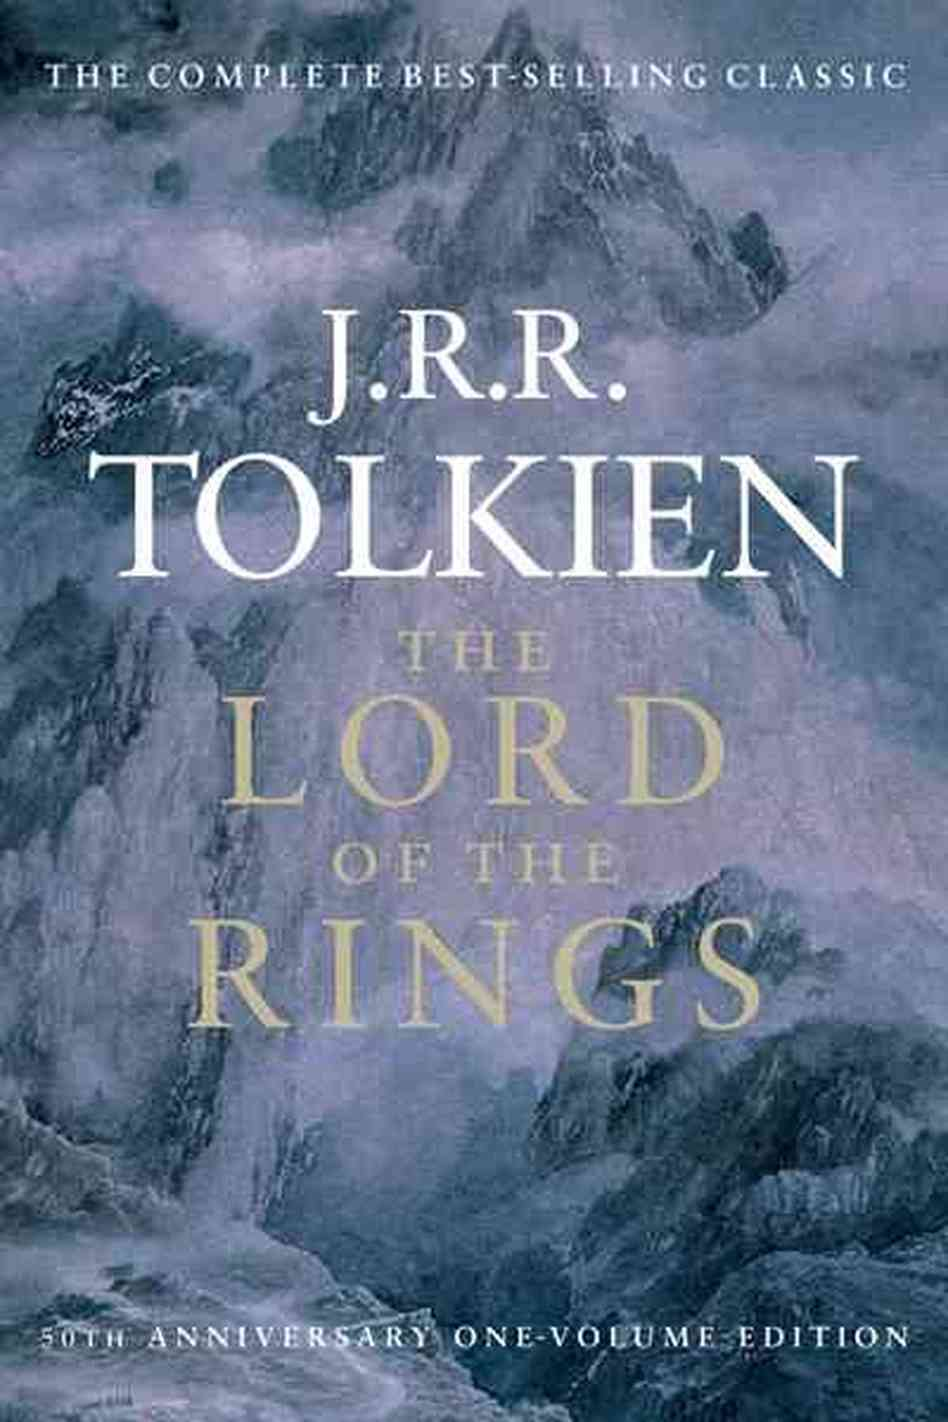 THE COMPLETE BEST-SELLING CLASSIC
J.R.R.
TOLKIEN
THE
LORD
OF THE
RINGS
50TH ANNIVERSARY ONE-VOLUME EDITION